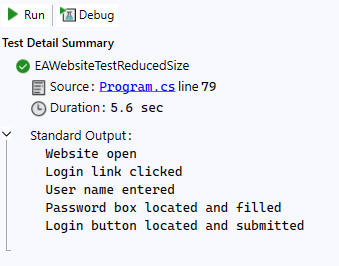 Run Debug
Test Detail Summary
EAWebsiteTestReducedSize
Source: Program.cs line 79
Duration: 5.6 sec
Standard Output:
Website open
Login link clicked
User name entered
Password box located and filled
Login button located and submitted